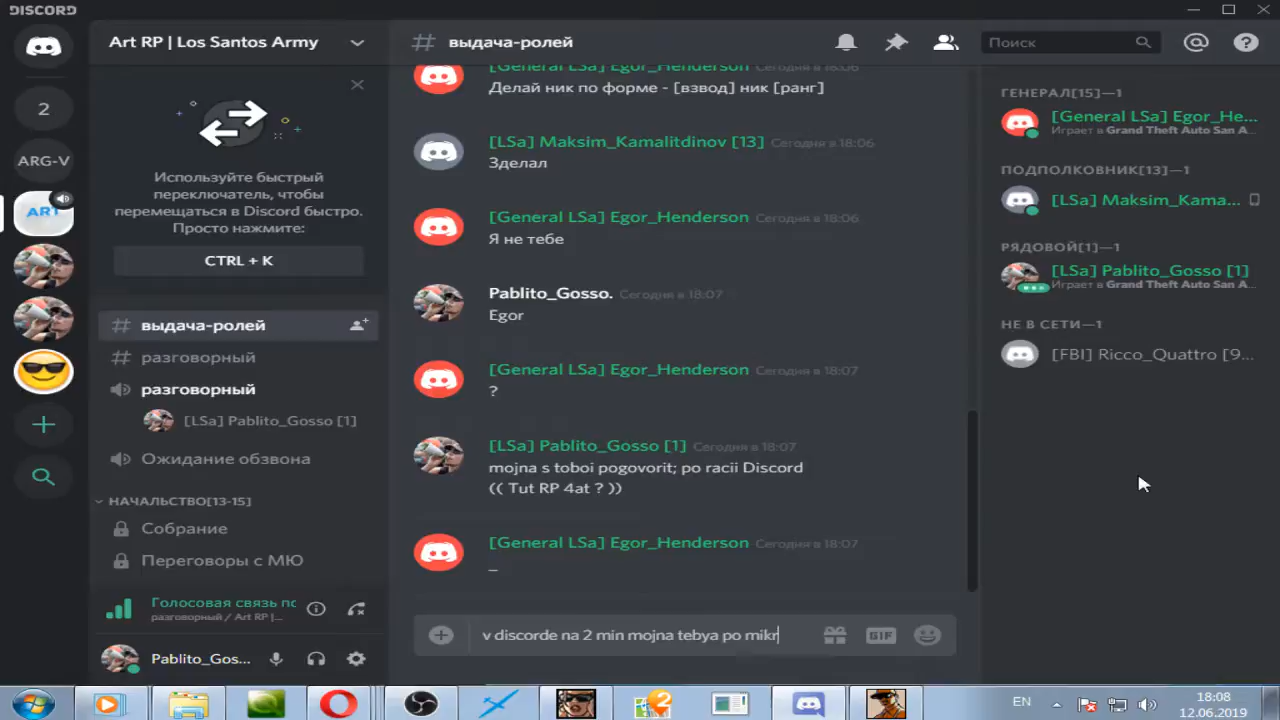 DISCORD
Art RP | Los Santos Army
выдача-ролей
Поиск
2
ARG-V
ART
Используйте быстрый
переключатель, чтобы
перемещаться в Discord быстро.
Просто нажмите:
CTRL + K
выдача-ролей
разговорный
разговорный
[LSa] Pablito_Gosso [1]
Ожидание обзвона
НАЧАЛЬСТВО[13-15]
Собрание
Переговоры с МЮ
Голосовая связь по
разговорный / Art RP |...
Pablito_Gos...
[General LSa] Egor_Henderson Сегодня в 18:06
Делай ник по форме - [взвод] ник [ранг]
[LSa] Maksim_Kamalitdinov [13] Сегодня в 18:06
Зделал
[General LSa] Egor_Henderson Сегодня в 18:06
Я не тебе
Pablito_Gosso. Сегодня в 18:07
Egor
[General LSa] Egor_Henderson Сегодня в 18:07
?
[LSa] Pablito_Gosso [1] Сегодня в 18:07
mojna s toboi pogovorit; po racii Discord
(( Tut RP 4at ? ))
[General LSa] Egor_Henderson Сегодня в 18:07
_
v discorde na 2 min mojna tebya po mikr
GIF
ГЕНЕРАЛ[15]—1
[General LSa] Egor_He...
Играет в Grand Theft Auto San A...
ПОДПОЛКОВНИК[13]—1
[LSa] Maksim_Kama...
РЯДОВОЙ[1]—1
[LSa] Pablito_Gosso [1]
Играет в Grand Theft Auto San A...
НЕ В СЕТИ—1
[FBI] Ricco_Quattro [9...
2
EN
18:08
12.06.2019